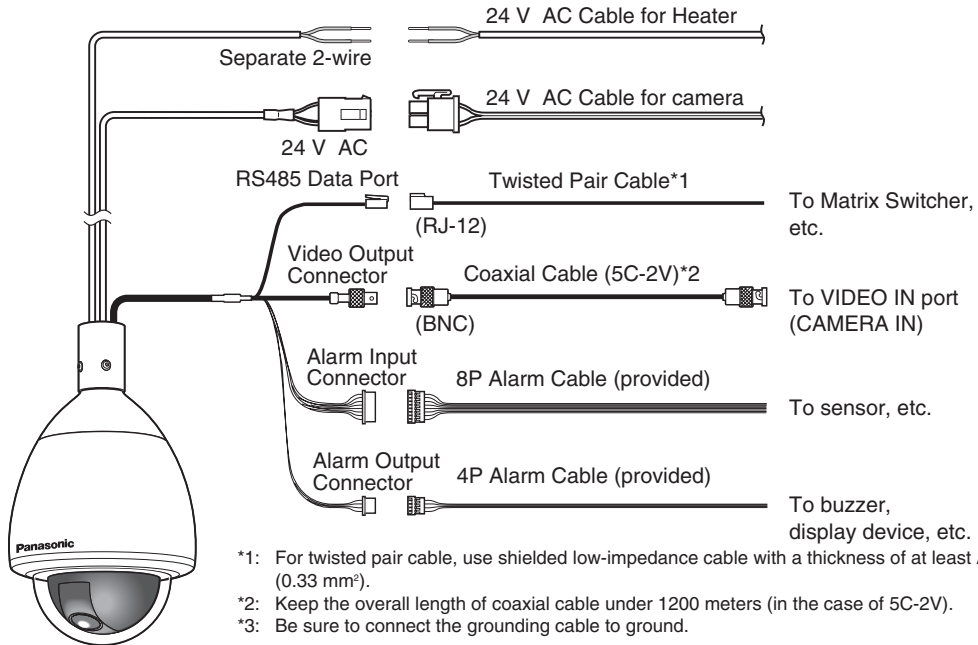 24 V AC Cable for Heater
Separate 2-wire
24 V AC Cable for camera
24 V AC
RS485 Data Port
Twisted Pair Cable*1
(RJ-12)
To Matrix Switcher,
etc.
Video Output
Connector
Coaxial Cable (5C-2V)*2
(BNC)
To VIDEO IN port
(CAMERA IN)
Alarm Input
Connector
8P Alarm Cable (provided)
To sensor, etc.
Alarm Output
Connector
4P Alarm Cable (provided)
To buzzer,
display device, etc.
Panasonic
*1: For twisted pair cable, use shielded low-impedance cable with a thickness of at least
(0.33 mm²).
*2: Keep the overall length of coaxial cable under 1200 meters (in the case of 5C-2V).
*3: Be sure to connect the grounding cable to ground.